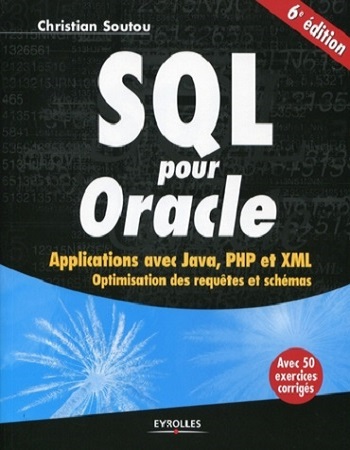 Christian Soutou
6e édition
SQL
pour
Oracle
Applications avec Java, PHP et XML
Optimisation des requêtes et schémas
Avec 50
exercices
corrigés
EYROLLES